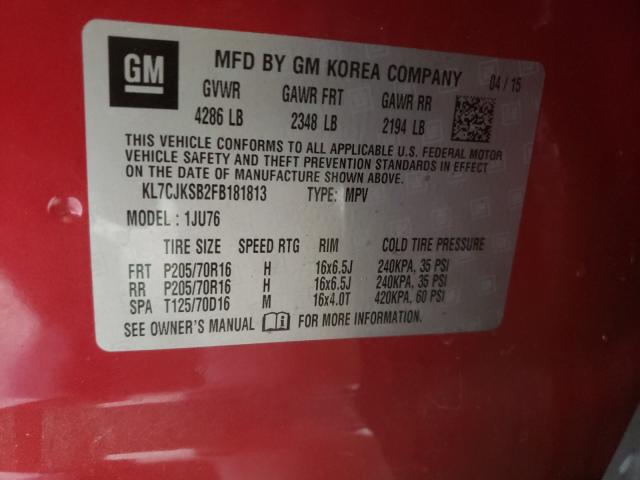 GM
MFD BY GM KOREA COMPANY 04 / 15
GVWR GAWR FRT GAWR RR
4286 LB 2348 LB 2194 LB
THIS VEHICLE CONFORMS TO ALL APPLICABLE U.S. FEDERAL MOTOR
VEHICLE SAFETY AND THEFT PREVENTION STANDARDS IN EFFECT
ON THE DATE OF MANUFACTURE SHOWN ABOVE.
KL7CJKSB2FB181813 TYPE: MPV
MODEL : 1JU76
TIRE SIZE SPEED RTG RIM COLD TIRE PRESSURE
FRT P205/70R16 H 16x6.5J 240KPA, 35 PSI
RR P205/70R16 H 16x6.5J 240KPA, 35 PSI
SPA T125/70D16 M 16x4.0T 420KPA, 60 PSI
SEE OWNER'S MANUAL FOR MORE INFORMATION.